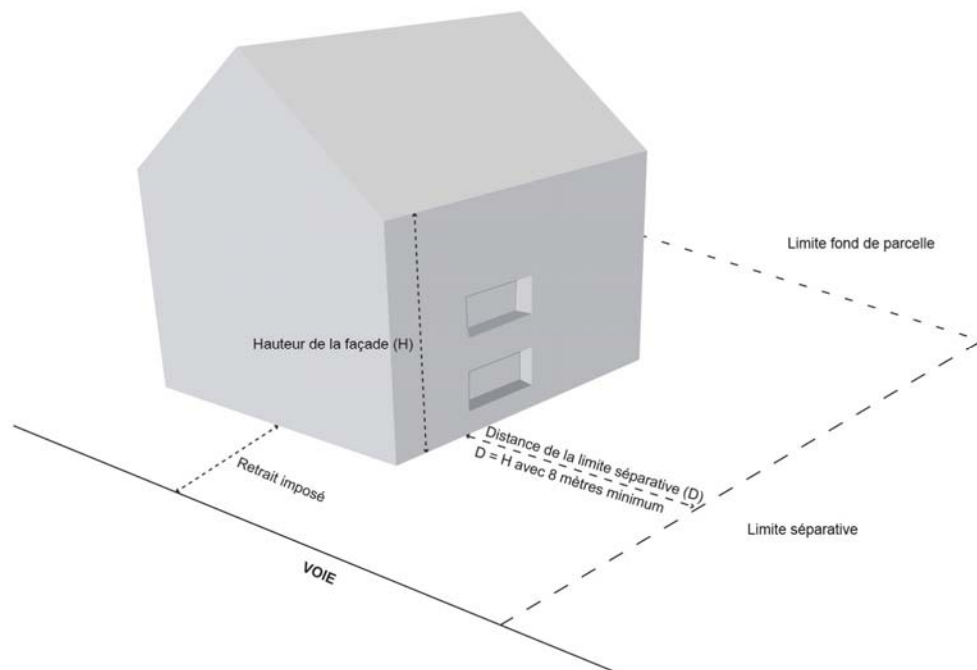 Limite fond de parcelle
Hauteur de la façade (H)
Distance de la limite séparative (D)
D = H avec 8 mètres minimum
Retrait imposé
Limite séparative
VOIE